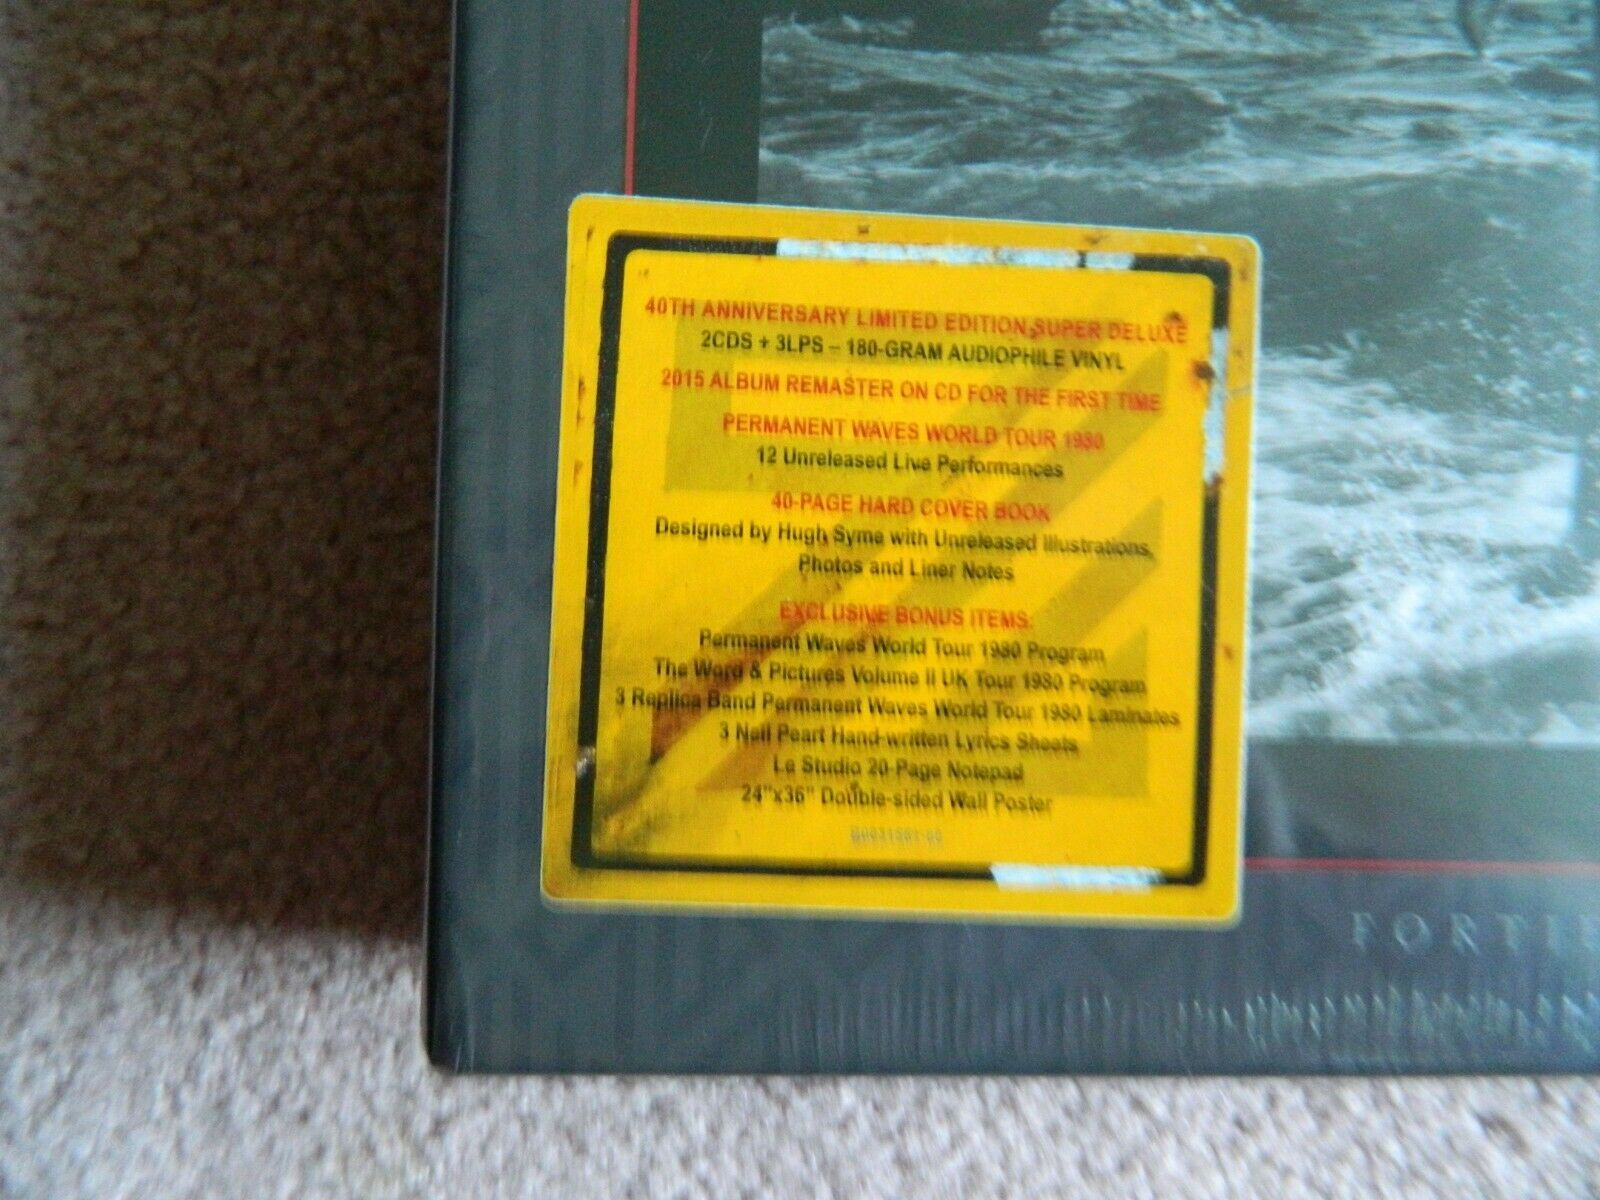 40TH ANNIVERSARY LIMITED EDITION SUPER DELUXE
2CDS + 3LPS – 180-GRAM AUDIOPHILE VINYL
2015 ALBUM REMASTER ON CD FOR THE FIRST TIME
PERMANENT WAVES WORLD TOUR 1980
12 Unreleased Live Performances
40-PAGE HARD COVER BOOK
Designed by Hugh Syme with Unreleased Illustrations,
Photos and Liner Notes
EXCLUSIVE BONUS ITEMS:
Permanent Waves World Tour 1980 Program
The Word & Pictures Volume II UK Tour 1980 Program
3 Replica Band Permanent Waves World Tour 1980 Laminates
3 Neil Peart Hand-written Lyrics Sheets
Le Studio 20-Page Notepad
24"x36" Double-sided Wall Poster